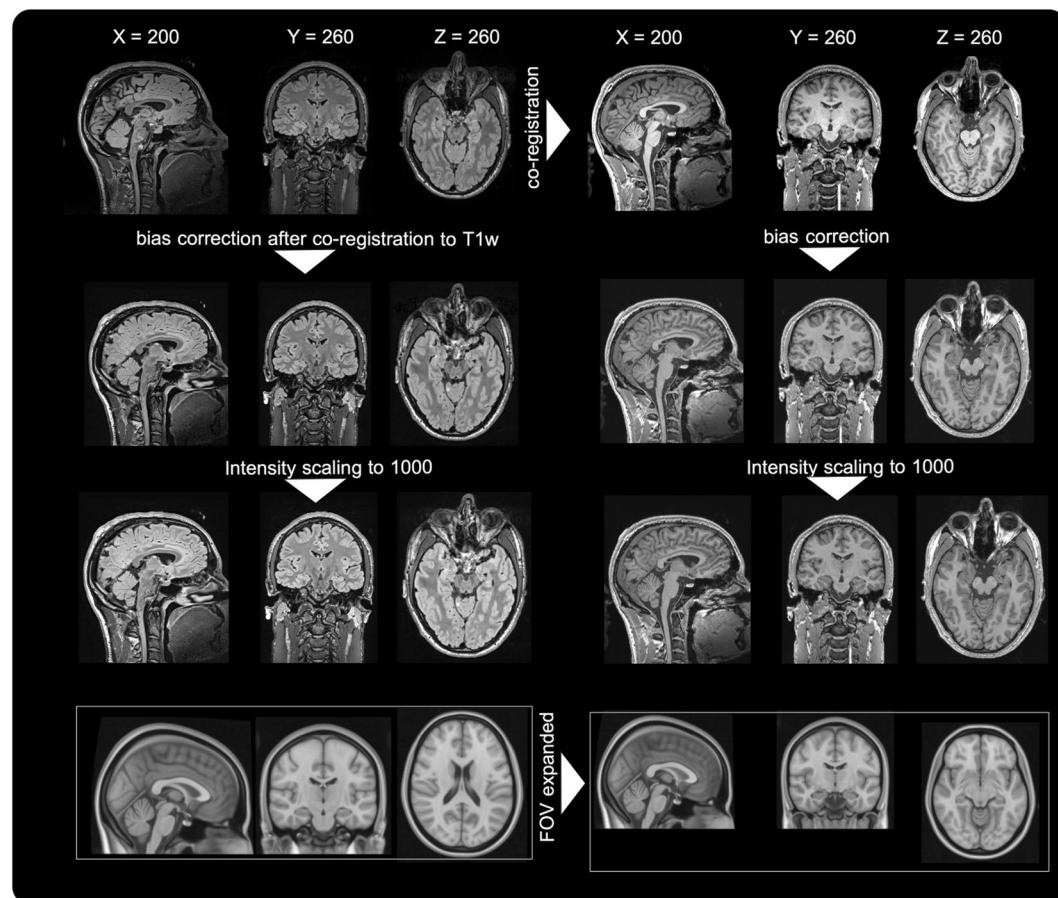 X = 200 Y = 260 Z = 260
X = 200 Y = 260 Z = 260
co-registration
bias correction after co-registration to T1w
bias correction
Intensity scaling to 1000
Intensity scaling to 1000
FOV expanded